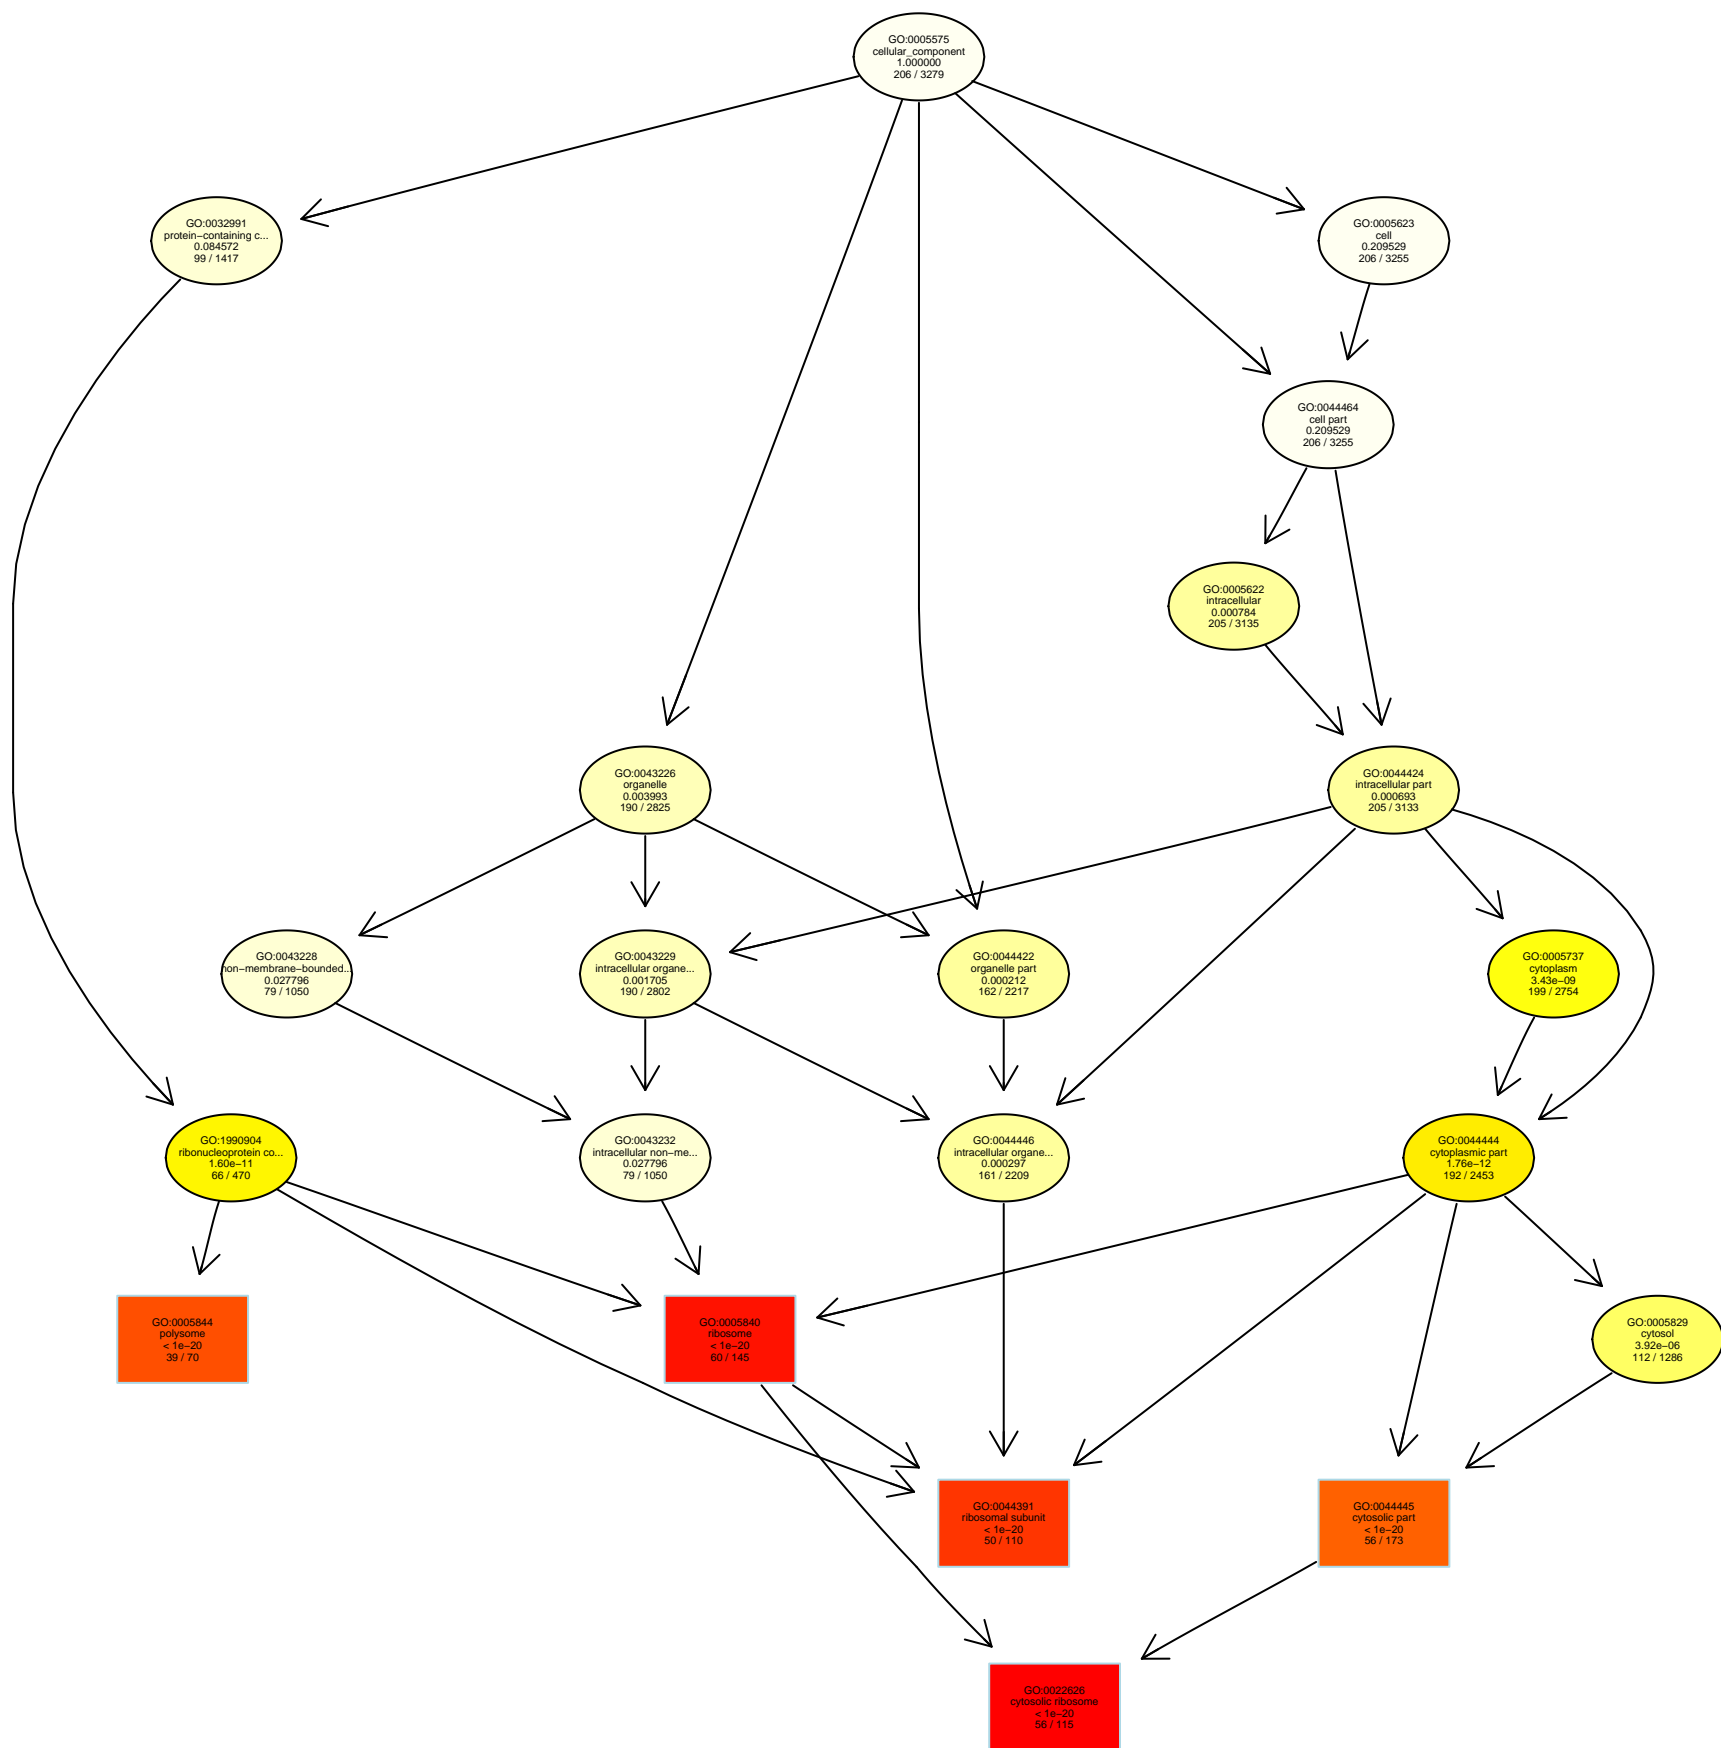 GO:0005575
cellular_component
1.000000
206 / 3279
GO:0032991
protein−containing c...
0.084572
99 / 1417
GO:0005623
cell
0.209529
206 / 3255
GO:0044464
cell part
0.209529
206 / 3255
GO:0005622
intracellular
0.000784
205 / 3135
GO:0043226
organelle
0.003993
190 / 2825
GO:0044424
intracellular part
0.000693
205 / 3133
GO:0043228
non−membrane−bounded...
0.027796
79 / 1050
GO:0043229
intracellular organe...
0.001705
190 / 2802
GO:0044422
organelle part
0.000212
162 / 2217
GO:0005737
cytoplasm
3.43e−09
199 / 2754
GO:1990904
ribonucleoprotein co...
1.60e−11
66 / 470
GO:0043232
intracellular non−me...
0.027796
79 / 1050
GO:0044446
intracellular organe...
0.000297
161 / 2209
GO:0044444
cytoplasmic part
1.76e−12
192 / 2453
GO:0005844
polysome
< 1e−20
39 / 70
GO:0005840
ribosome
< 1e−20
60 / 145
GO:0005829
cytosol
3.92e−06
112 / 1286
GO:0044391
ribosomal subunit
< 1e−20
50 / 110
GO:0044445
cytosolic part
< 1e−20
56 / 173
GO:0022626
cytosolic ribosome
< 1e−20
56 / 115